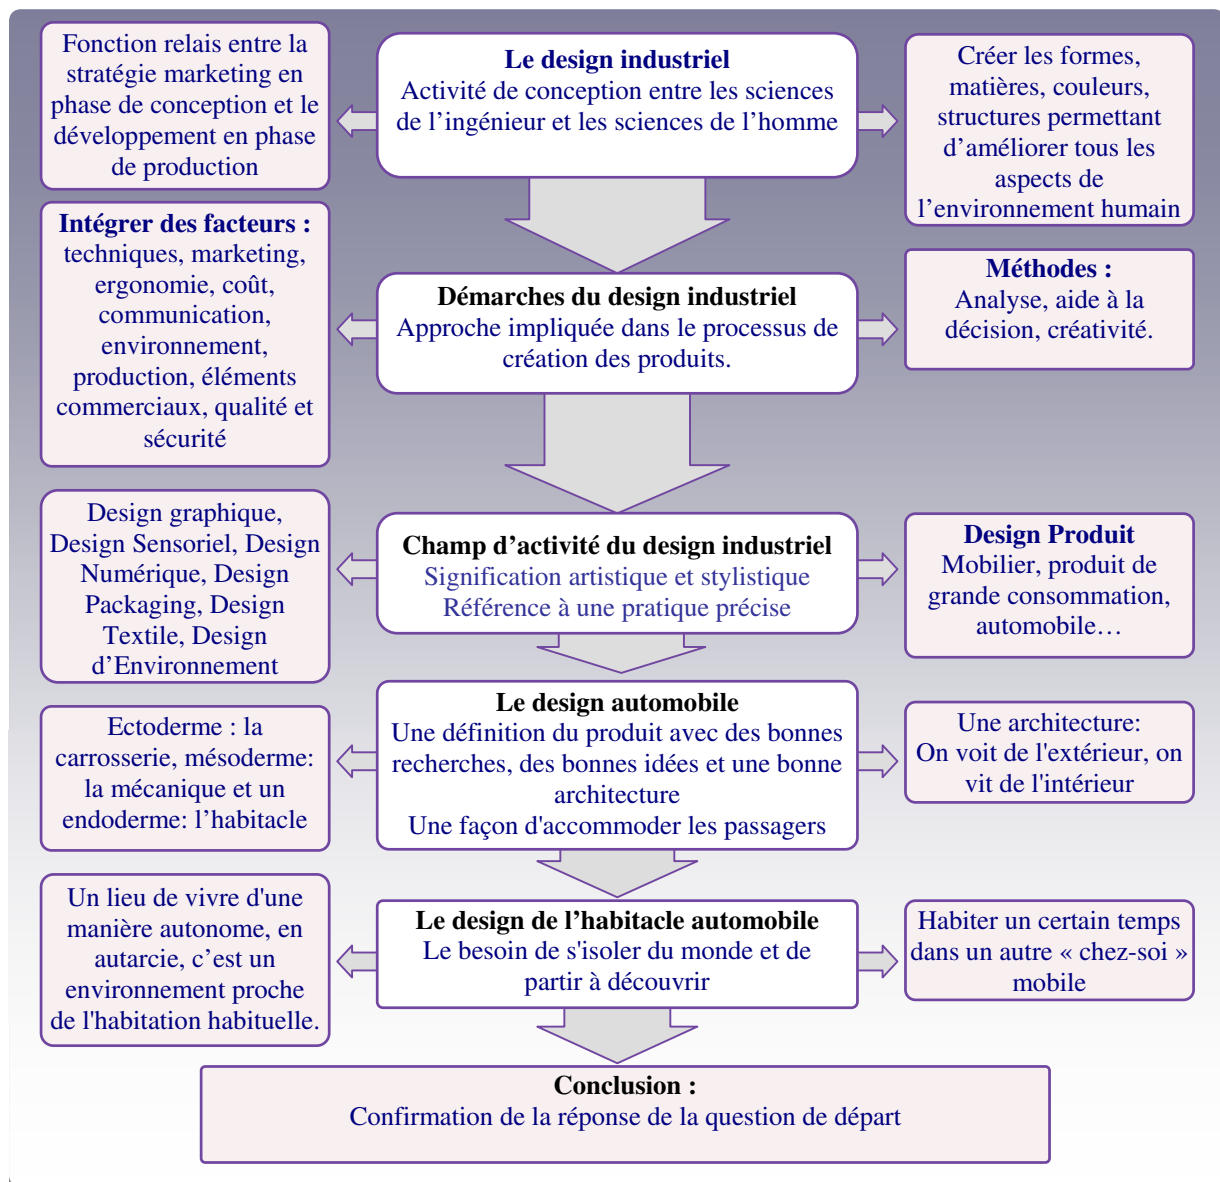 Fonction relais entre la
stratégie marketing en
phase de conception et le
développement en phase
de production
Le design industriel
Activité de conception entre les sciences
de l’ingénieur et les sciences de l’homme
Créer les formes,
matières, couleurs,
structures permettant
d’améliorer tous les
aspects de
l’environnement humain
Intégrer des facteurs :
techniques, marketing,
ergonomie, coût,
communication,
environnement,
production, éléments
commerciaux, qualité et
sécurité
Démarches du design industriel
Approche impliquée dans le processus de
création des produits.
Méthodes :
Analyse, aide à la
décision, créativité.
Design graphique,
Design Sensoriel, Design
Numérique, Design
Packaging, Design
Textile, Design
d’Environnement
Champ d’activité du design industriel
Signification artistique et stylistique
Référence à une pratique précise
Design Produit
Mobilier, produit de
grande consommation,
automobile…
Ectoderme : la
carrosserie, mésoderme:
la mécanique et un
endoderme: l’habitacle
Le design automobile
Une définition du produit avec des bonnes
recherches, des bonnes idées et une bonne
architecture
Une façon d'accommoder les passagers
Une architecture:
On voit de l'extérieur, on
vit de l'intérieur
Un lieu de vivre d'une
manière autonome, en
autarcie, c’est un
environnement proche
de l'habitation habituelle.
Le design de l’habitacle automobile
Le besoin de s'isoler du monde et de
partir à découvrir
Habiter un certain temps
dans un autre « chez-soi »
mobile
Conclusion :
Confirmation de la réponse de la question de départ